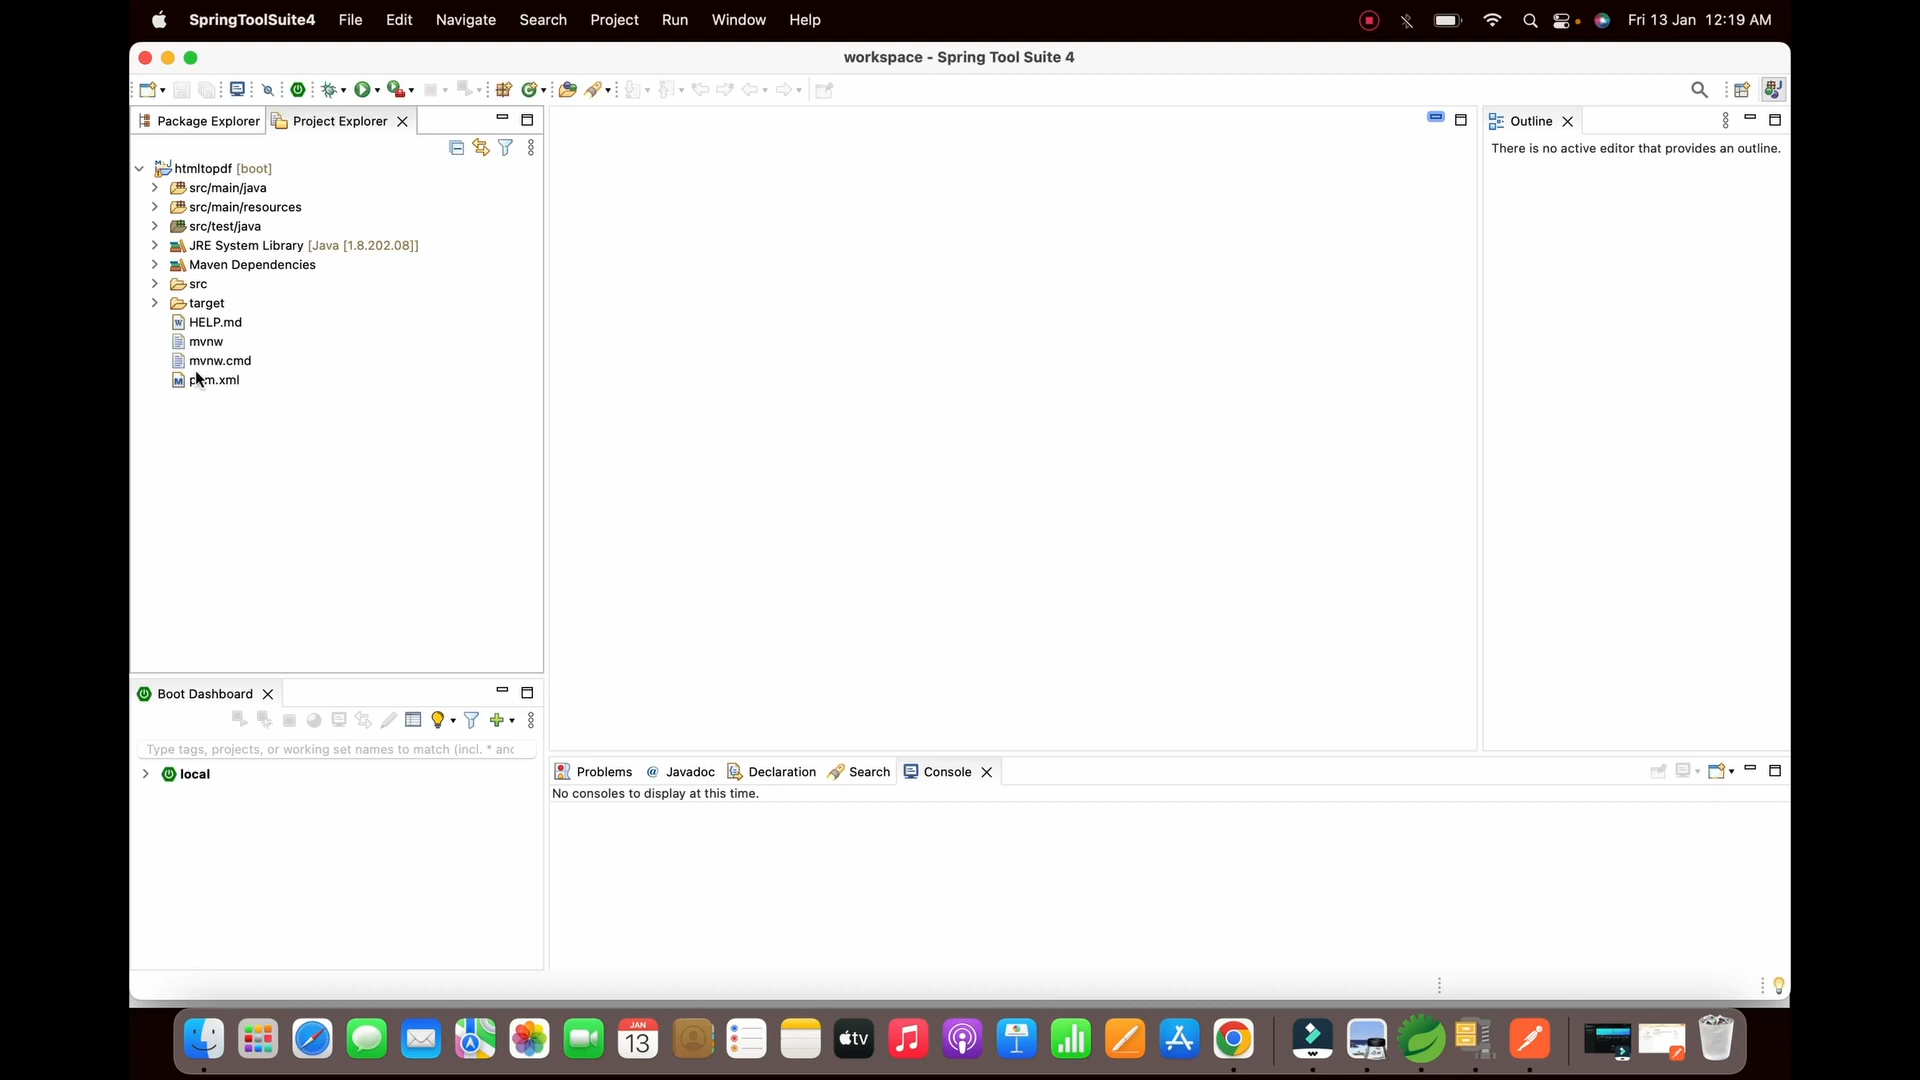 SpringToolSuite4 File Edit Navigate Search Project Run Window Help Fri 13 Jan 12:19 AM
workspace - Spring Tool Suite 4
Package Explorer Project Explorer Outline
There is no active editor that provides an outline.
htmltopdf [boot]
src/main/java
src/main/resources
src/test/java
JRE System Library [Java [1.8.202.08]]
Maven Dependencies
src
target
HELP.md
mvnw
mvnw.cmd
pom.xml
Boot Dashboard
Type tags, projects, or working set names to match (incl. * and
local
Problems @ Javadoc Declaration Search Console
No consoles to display at this time.
JAN
13
tv